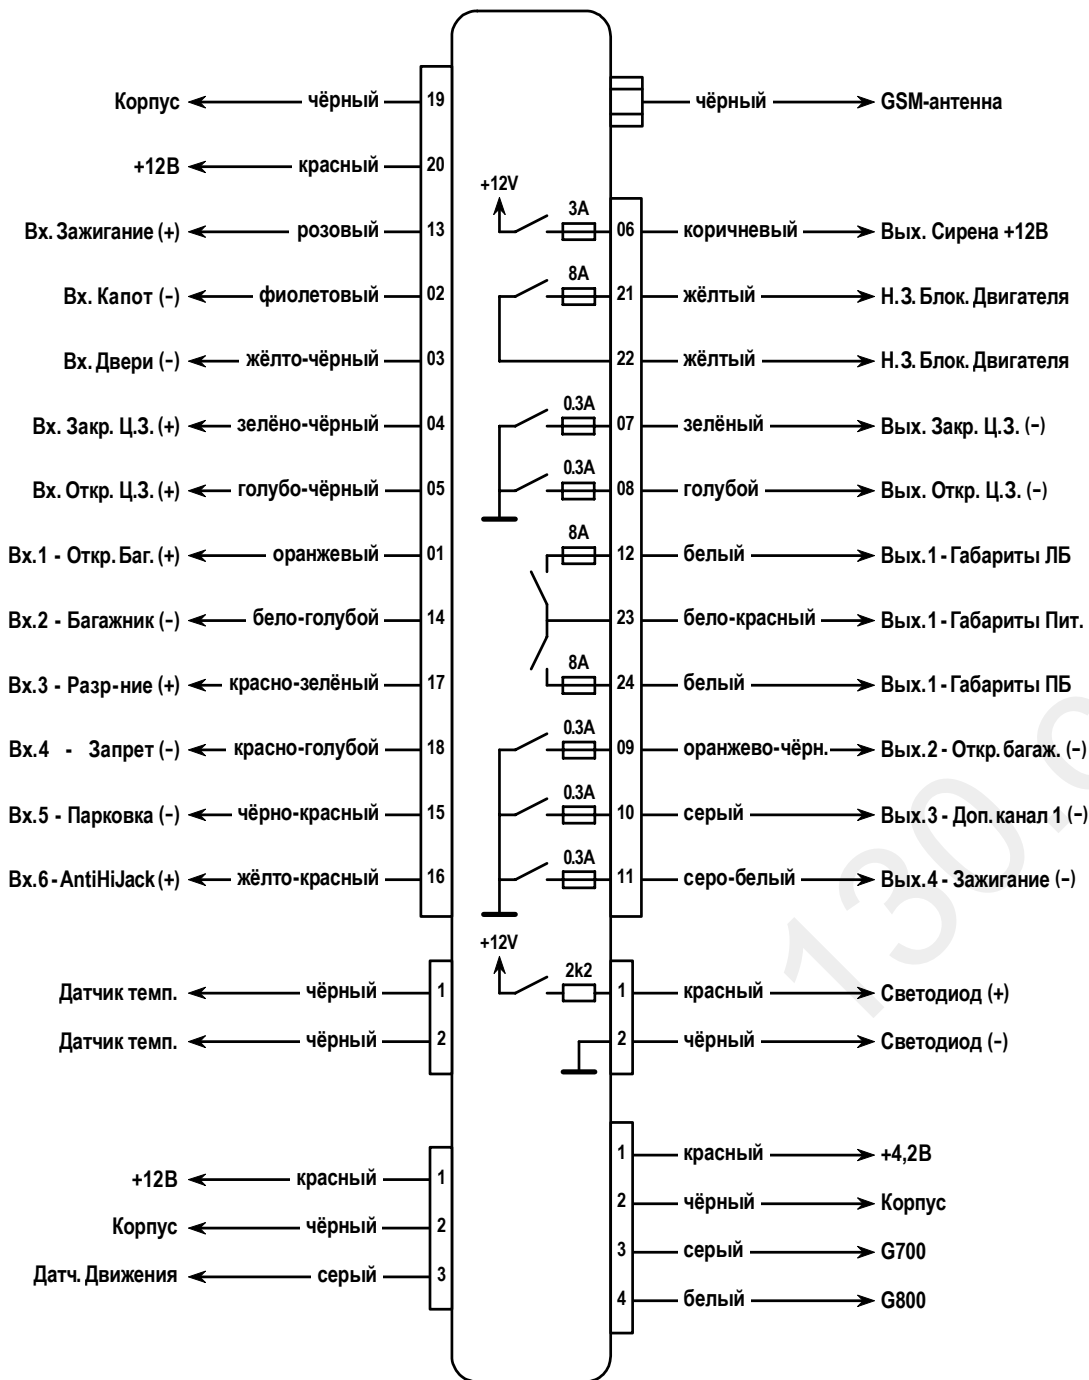 Корпус чёрный 19 чёрный GSM-антенна
+12В красный 20
+12V
Вх. Зажигание (+) розовый 13 3А 06 коричневый Вых. Сирена +12В
Вх. Капот (-) фиолетовый 02 8А 21 жёлтый Н.З. Блок. Двигателя
Вх. Двери (-) жёлто-чёрный 03 22 жёлтый Н.З. Блок. Двигателя
Вх. Закр. Ц.З. (+) зелёно-чёрный 04 0.3А 07 зелёный Вых. Закр. Ц.З. (-)
Вх. Откр. Ц.З. (+) голубо-чёрный 05 0.3А 08 голубой Вых. Откр. Ц.З. (-)
Вх.1 - Откр. Баг. (+) оранжевый 01 8А 12 белый Вых.1 - Габариты ЛБ
Вх.2 - Багажник (-) бело-голубой 14 23 бело-красный Вых.1 - Габариты Пит.
Вх.3 - Разр-ние (+) красно-зелёный 17 8А 24 белый Вых.1 - Габариты ПБ
Вх.4 - Запрет (-) красно-голубой 18 0.3А 09 оранжево-чёрн. Вых.2 - Откр. багаж. (-)
Вх.5 - Парковка (-) чёрно-красный 15 0.3А 10 серый Вых.3 - Доп. канал 1 (-)
Вх.6 - AntiHiJack (+) жёлто-красный 16 0.3А 11 серо-белый Вых.4 - Зажигание (-)
+12V
Датчик темп. чёрный 1 2k2 1 красный Светодиод (+)
Датчик темп. чёрный 2 2 чёрный Светодиод (-)
1 красный +4,2В
+12В красный 1
2 чёрный Корпус
Корпус чёрный 2
3 серый G700
Датч. Движения серый 3
4 белый G800